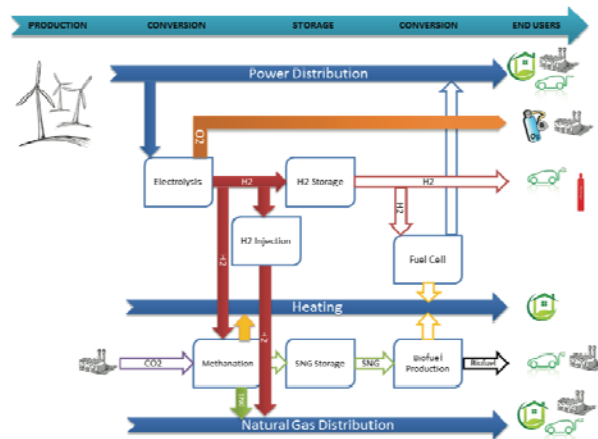 PRODUCTION CONVERSION STORAGE CONVERSION END USERS
Power Distribution
O2
Electrolysis
H2
H2 Storage
H2
H2
H2
H2 Injection
Fuel Cell
Heating
H2
CO2
Methanation
SNG Storage
SNG
Biofuel Production
Biofuel
SNG
Natural Gas Distribution